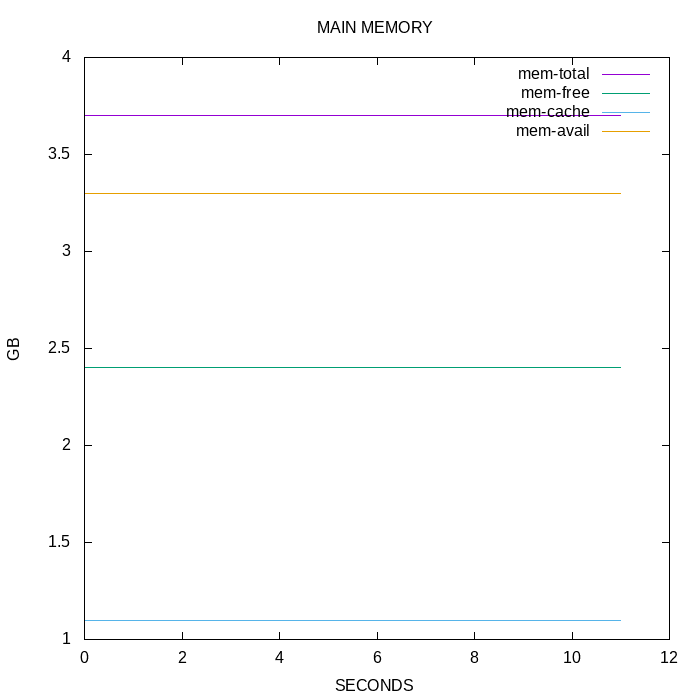 MAIN MEMORY
4
mem-total
mem-free
mem-cache
mem-avail
3.5
3
2.5
GB
2
1.5
1
0 2 4 6 8 10 12
SECONDS